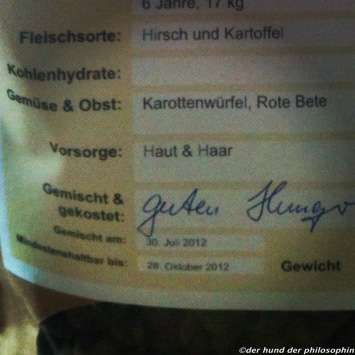 6 Jahre, 17 kg
Fleischsorte: Hirsch und Kartoffel
Kohlenhydrate:
Gemüse & Obst: Karottenwürfel, Rote Bete
Vorsorge: Haut & Haar
Gemischt & gekostet: guten Hunger
Gemischt am: 30. Juli 2012
Mindestenshaltbar bis: 28. Oktober 2012
Gewicht
©der hund der philosophin